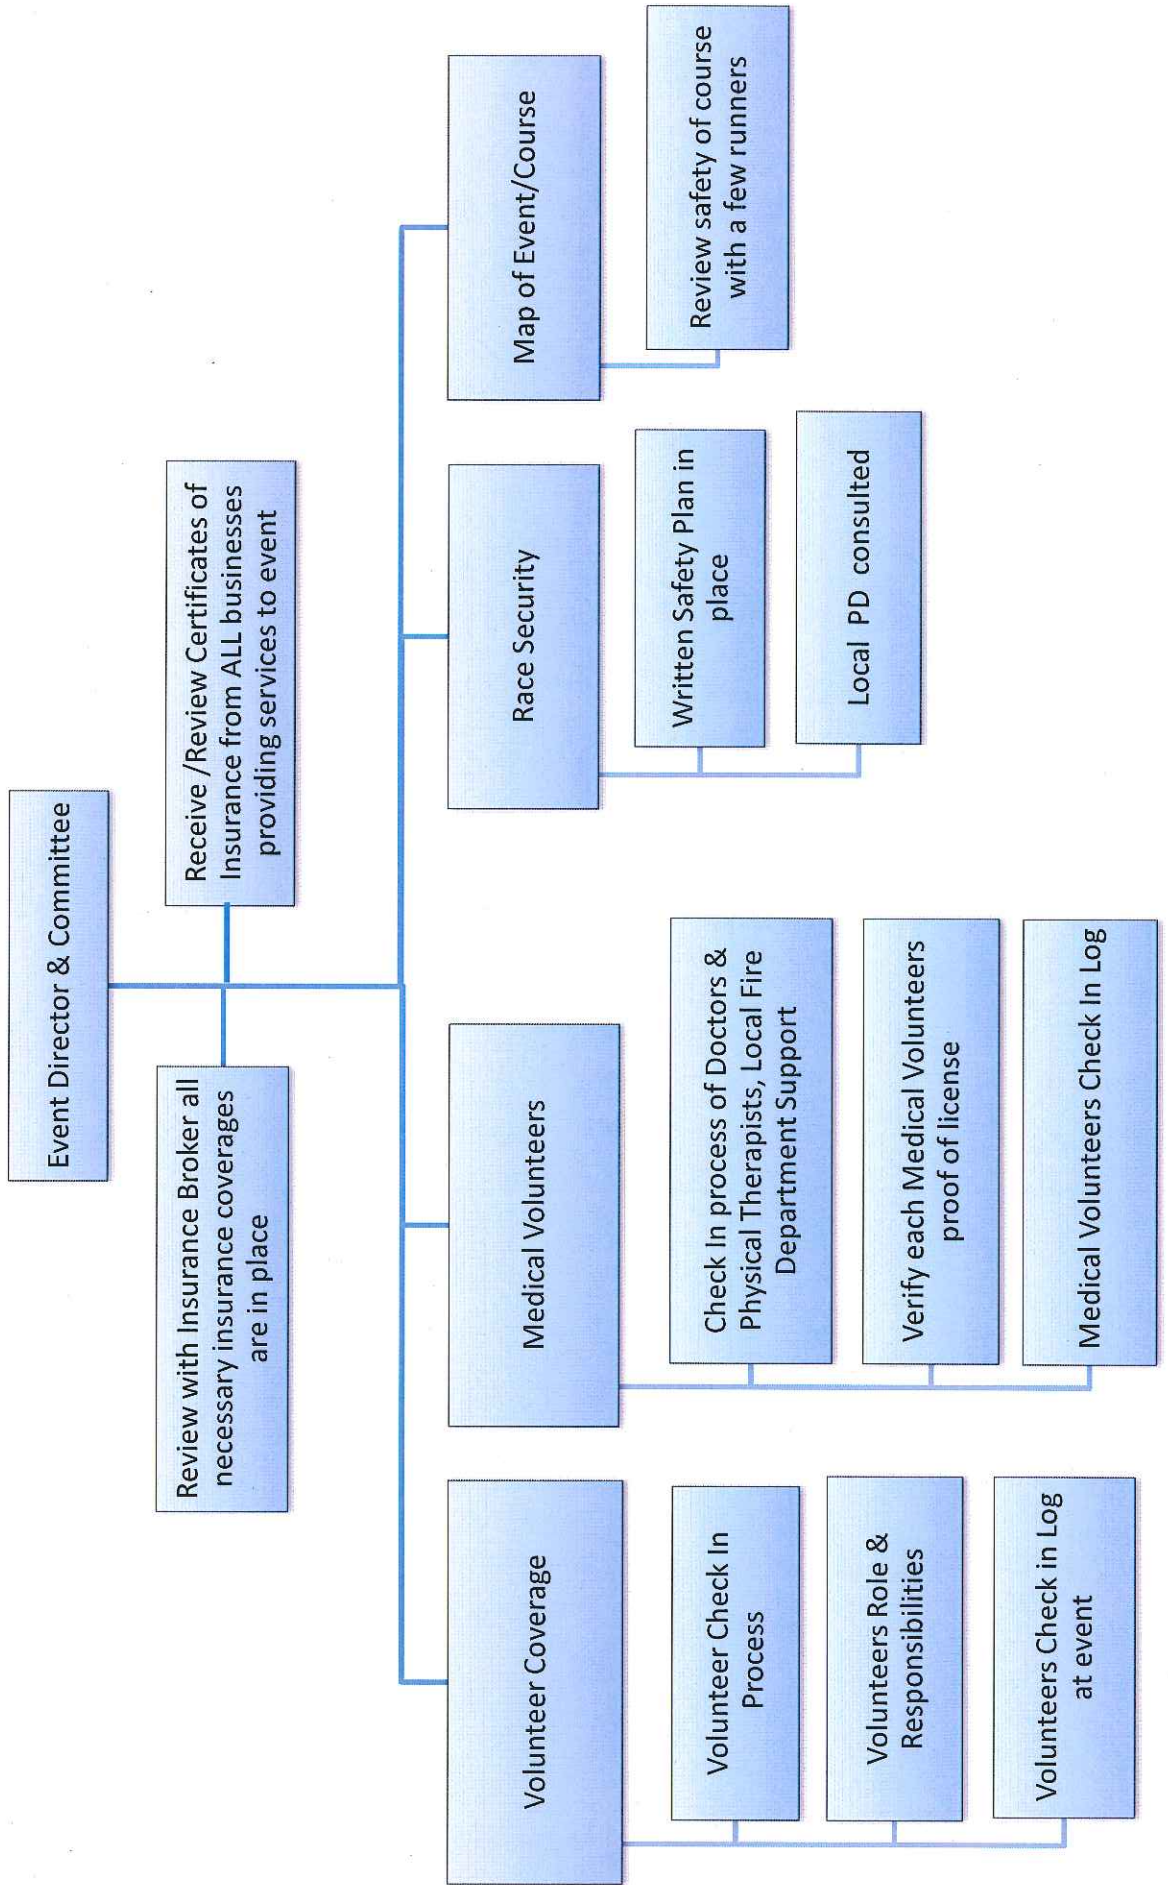 Event Director & Committee
Review with Insurance Broker all
necessary insurance coverages
are in place
Receive /Review Certificates of
Insurance from ALL businesses
providing services to event
Volunteer Coverage
Volunteer Check In
Process
Volunteers Role &
Responsibilities
Volunteers Check in Log
at event
Medical Volunteers
Check In process of Doctors &
Physical Therapists, Local Fire
Department Support
Verify each Medical Volunteers
proof of license
Medical Volunteers Check In Log
Race Security
Written Safety Plan in
place
Local PD consulted
Map of Event/Course
Review safety of course
with a few runners